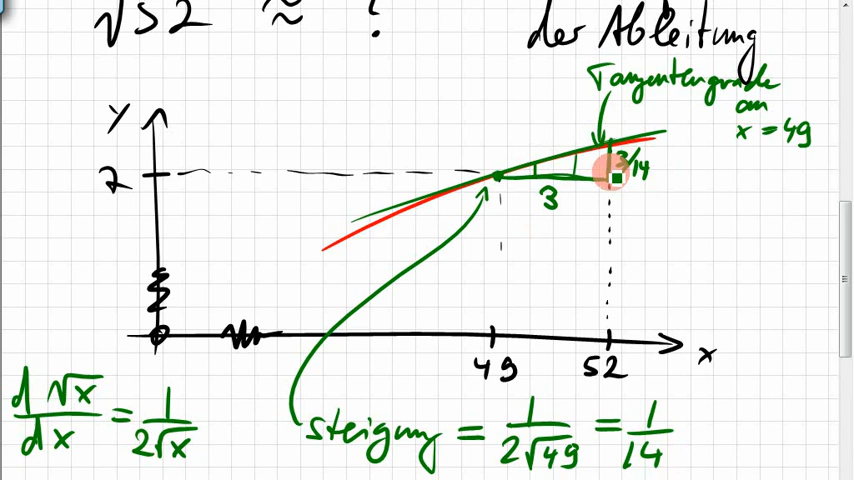 √52 ≈ ?
der Ableitung
Tangentengrade
am
x = 49
y
7
3/14
3
49 52
x
d√x/dx = 1/(2√x)
Steigung = 1/(2√49) = 1/14